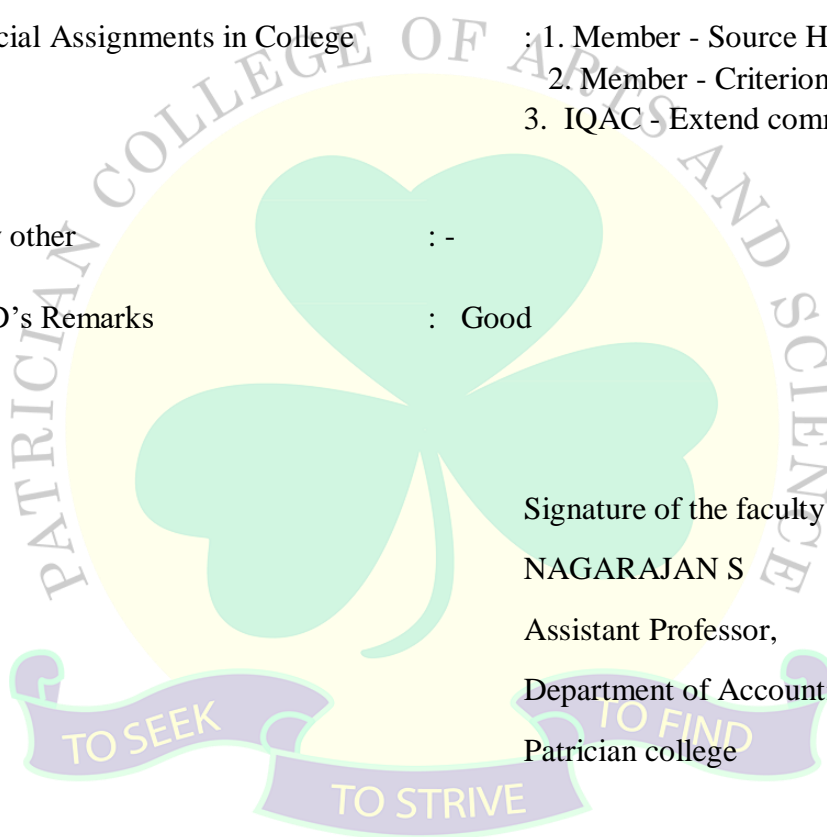 cial Assignments in College : 1. Member - Source H
2. Member - Criterion
3. IQAC - Extend com
other : -
D’s Remarks : Good
Signature of the faculty
NAGARAJAN S
Assistant Professor,
Department of Account
Patrician college
PATRICIAN COLLEGE OF ARTS AND SCIENCE
TO SEEK
TO STRIVE
TO FIND